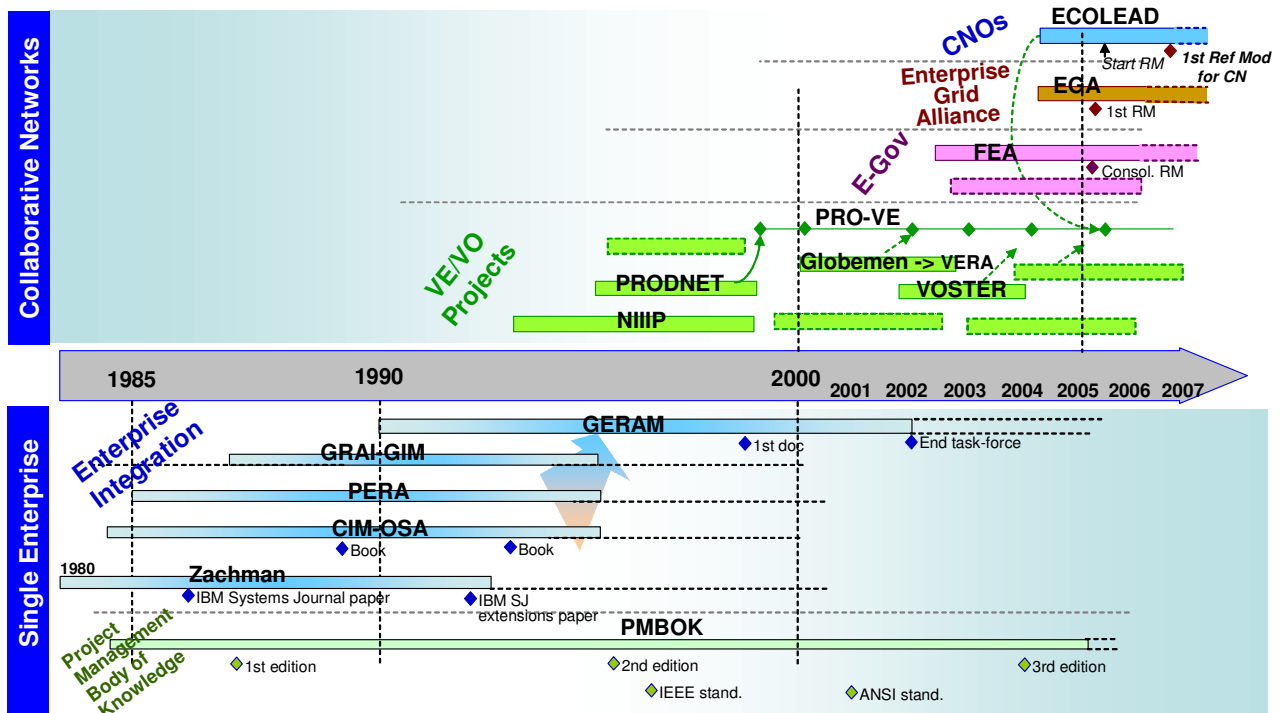 Collaborative Networks
CNOs
ECOLEAD
Start RM
1st Ref Mod
for CN
Enterprise
Grid
Alliance
EGA
1st RM
E-Gov
FEA
Consol. RM
VE/VO
Projects
PRO-VE
Globemen -> VERA
PRODNET
VOSTER
NIIIP
1985
1990
2000
2001
2002
2003
2004
2005
2006
2007
Single Enterprise
Enterprise
Integration
GERAM
1st doc
End task-force
GRAI-GIM
PERA
CIM-OSA
Book
Book
1980
Zachman
IBM Systems Journal paper
IBM SJ
extensions paper
Project
Management
Body of
Knowledge
PMBOK
1st edition
2nd edition
3rd edition
IEEE stand.
ANSI stand.